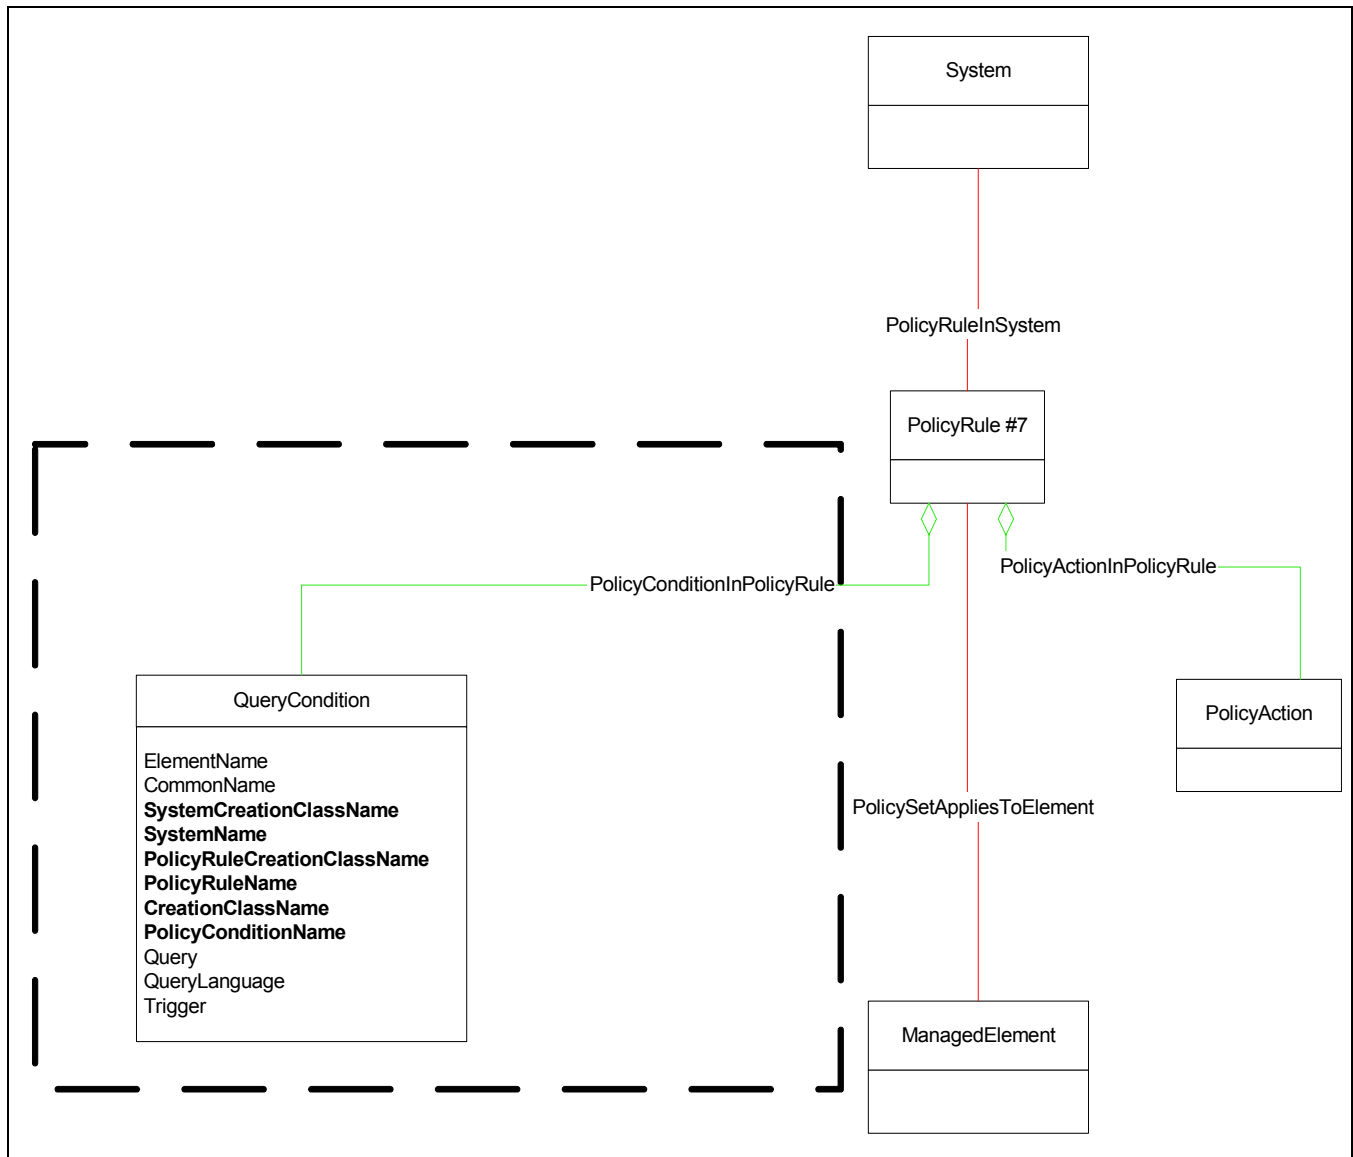 System
PolicyRuleInSystem
PolicyRule #7
PolicyConditionInPolicyRule
PolicyActionInPolicyRule
QueryCondition
ElementName
CommonName
SystemCreationClassName
SystemName
PolicyRuleCreationClassName
PolicyRuleName
CreationClassName
PolicyConditionName
Query
QueryLanguage
Trigger
PolicyAction
PolicySetAppliesToElement
ManagedElement